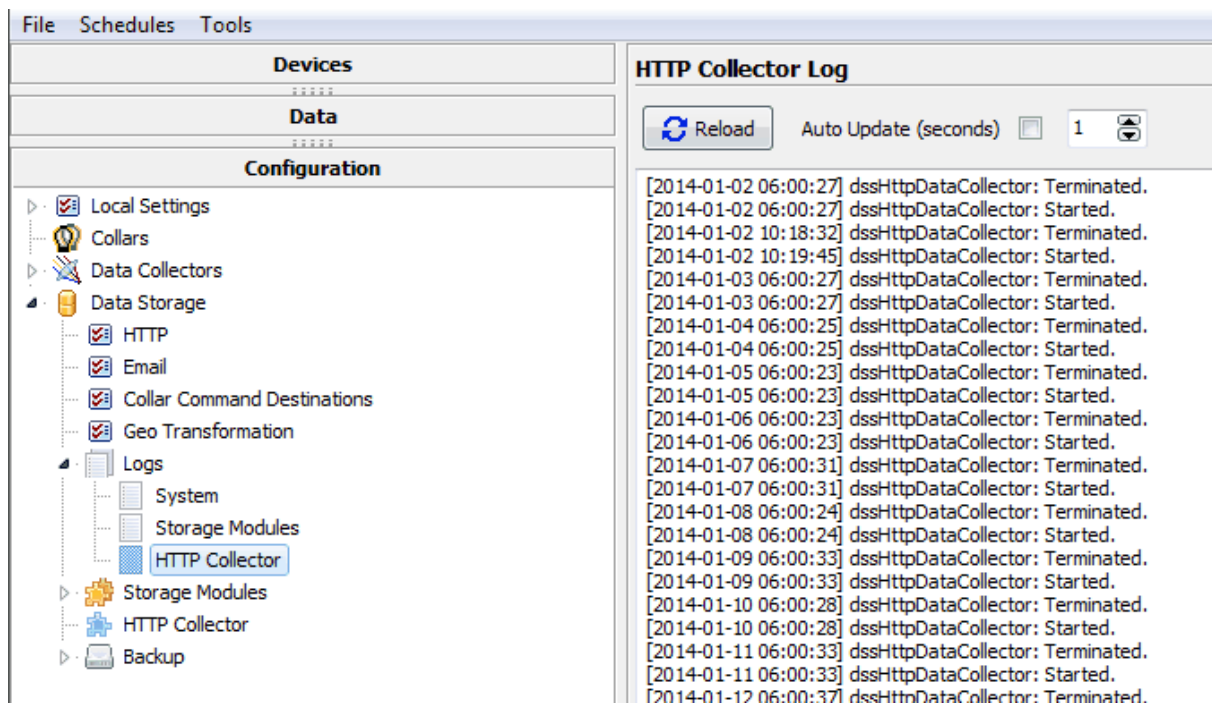 File Schedules Tools
Devices
Data
Configuration
Local Settings
Collars
Data Collectors
Data Storage
HTTP
Email
Collar Command Destinations
Geo Transformation
Logs
System
Storage Modules
HTTP Collector
Storage Modules
HTTP Collector
Backup
HTTP Collector Log
Reload Auto Update (seconds) 1
[2014-01-02 06:00:27] dssHttpDataCollector: Terminated.
[2014-01-02 06:00:27] dssHttpDataCollector: Started.
[2014-01-02 10:18:32] dssHttpDataCollector: Terminated.
[2014-01-02 10:19:45] dssHttpDataCollector: Started.
[2014-01-03 06:00:27] dssHttpDataCollector: Terminated.
[2014-01-03 06:00:27] dssHttpDataCollector: Started.
[2014-01-04 06:00:25] dssHttpDataCollector: Terminated.
[2014-01-04 06:00:25] dssHttpDataCollector: Started.
[2014-01-05 06:00:23] dssHttpDataCollector: Terminated.
[2014-01-05 06:00:23] dssHttpDataCollector: Started.
[2014-01-06 06:00:23] dssHttpDataCollector: Terminated.
[2014-01-06 06:00:23] dssHttpDataCollector: Started.
[2014-01-07 06:00:31] dssHttpDataCollector: Terminated.
[2014-01-07 06:00:31] dssHttpDataCollector: Started.
[2014-01-08 06:00:24] dssHttpDataCollector: Terminated.
[2014-01-08 06:00:24] dssHttpDataCollector: Started.
[2014-01-09 06:00:33] dssHttpDataCollector: Terminated.
[2014-01-09 06:00:33] dssHttpDataCollector: Started.
[2014-01-10 06:00:28] dssHttpDataCollector: Terminated.
[2014-01-10 06:00:28] dssHttpDataCollector: Started.
[2014-01-11 06:00:33] dssHttpDataCollector: Terminated.
[2014-01-11 06:00:33] dssHttpDataCollector: Started.
[2014-01-12 06:00:37] dssHttpDataCollector: Terminated.